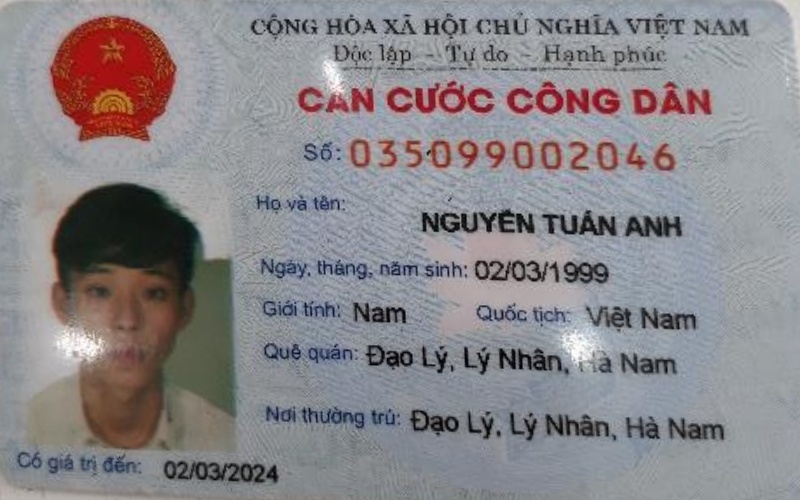 CỘNG HÒA XÃ HỘI CHỦ NGHĨA VIỆT NAM
Độc lập - Tự do - Hạnh phúc
CĂN CƯỚC CÔNG DÂN
Số: 035099002046
Họ và tên:
NGUYỄN TUẤN ANH
Ngày, tháng, năm sinh: 02/03/1999
Giới tính: Nam Quốc tịch: Việt Nam
Quê quán: Đạo Lý, Lý Nhân, Hà Nam
Nơi thường trú: Đạo Lý, Lý Nhân, Hà Nam
Có giá trị đến: 02/03/2024